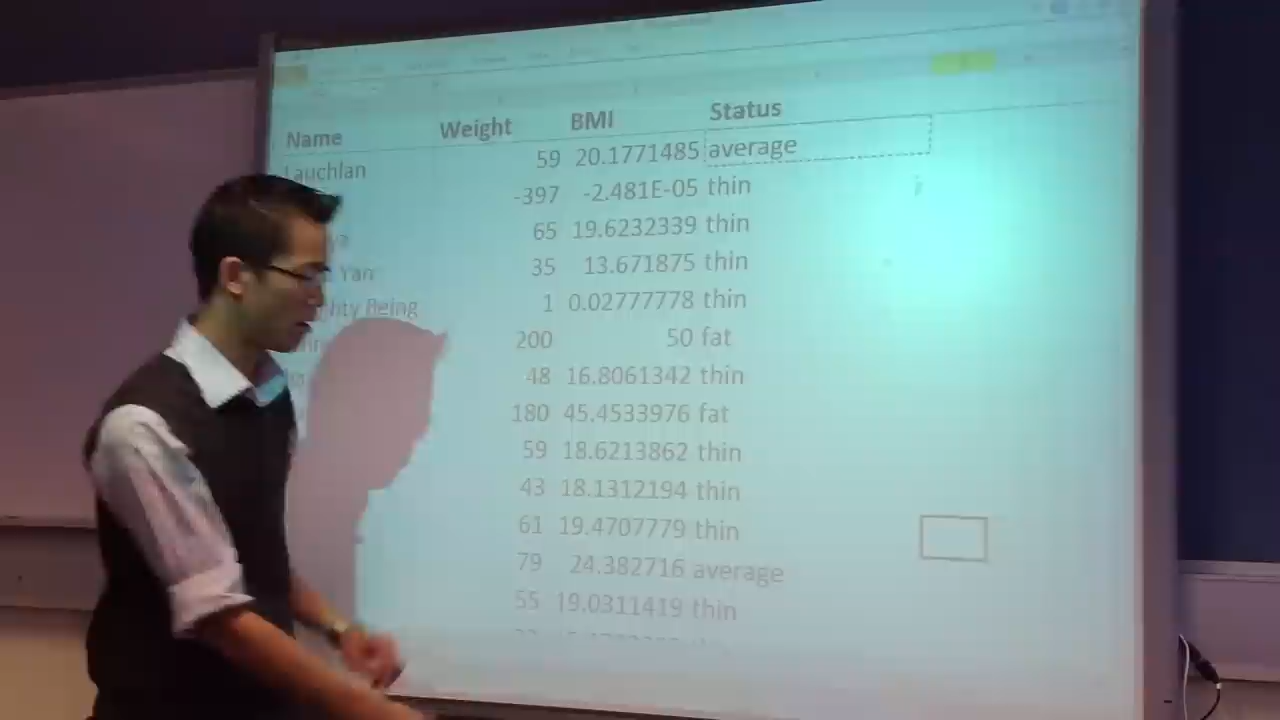 Name Weight BMI Status
Lauchlan 59 20.1771485 average
-397 -2.481E-05 thin
65 19.6232339 thin
Yan 35 13.671875 thin
Being 1 0.02777778 thin
200 50 fat
48 16.8061342 thin
180 45.4533976 fat
59 18.6213862 thin
43 18.1312194 thin
61 19.4707779 thin
79 24.382716 average
55 19.0311419 thin